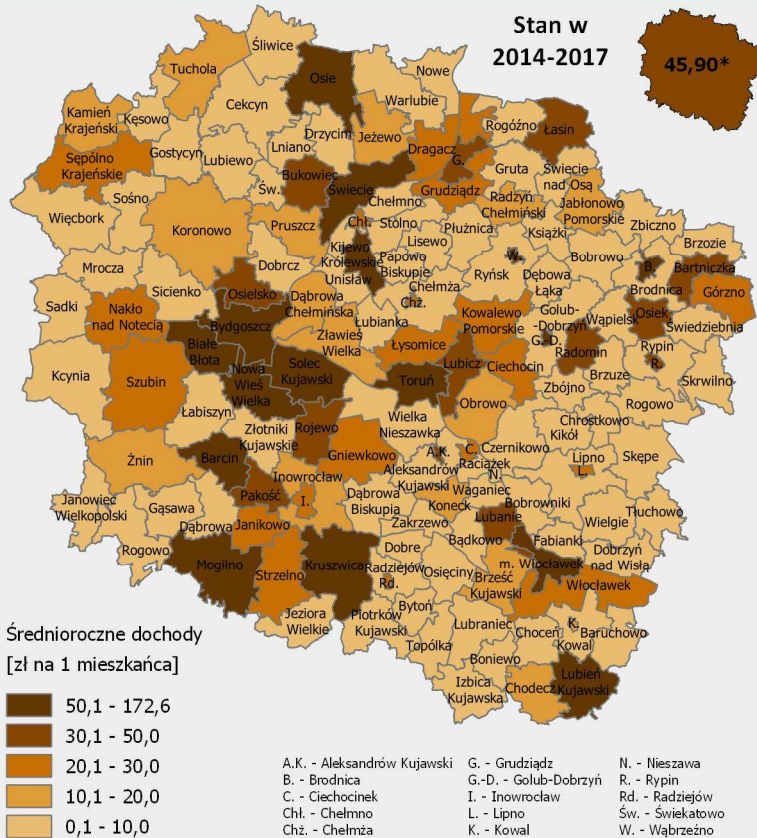 Stan w
2014-2017
45,90*
Śliwice
Tuchola
Osie
Nowe
Cekcyn
Warlubie
Kamień
Krajeński
Kęsowo
Drzycim
Jeżewo
Rogóźno
Łasin
Lniano
Dragacz
G.
Gostycyn
Lubiewo
Sępólno
Krajeńskie
Gruta
Świecie
nad Osą
Bukowiec
Św.
Świecie
Grudziądz
Radzyń
Chełmiński
Jabłonowo
Pomorskie
Sośno
Chełmno
Więcbork
Koronowo
Pruszcz
Chł.
Stolno
Płużnica
Książki
Zbiczno
Lisewo
Kijewo
Królewskie
Papowo
Biskupie
Brzozie
Mrocza
Dobrcz
W.
Bobrowo
B.
Bartniczka
Unisław
Ryńsk
Dębowa
Łąka
Sicienko
Osielsko
Chełmża
Brodnica
Górzno
Sadki
Dąbrowa
Chełmińska
Chż.
Nakło
nad Notecią
Łubianka
Kowalewo
Pomorskie
Golub-
-Dobrzyń
Wąpielsk
Osiek
Świedziebnia
Bydgoszcz
Zławieś
Wielka
Białe
Błota
Łysomice
G.-D.
Radomin
Rypin
Solec
Kujawski
Lubicz
Ciechocin
R.
Kcynia
Szubin
Nowa
Wieś
Wielka
Toruń
Zbójno
Brzuze
Skrwilno
Łabiszyn
Obrowo
Rogowo
Wielka
Nieszawka
Chrostkowo
Złotniki
Kujawskie
Rojewo
Czernikowo
Kikół
Gniewkowo
A.K.
C.
Raciążek
Lipno
Skępe
Żnin
Barcin
Inowrocław
Aleksandrów
Kujawski
N.
L.
Pakość
Waganiec
Janowiec
Wielkopolski
Gąsawa
I.
Dąbrowa
Biskupia
Koneck
Bobrowniki
Tłuchowo
Dąbrowa
Janikowo
Zakrzewo
Lubanie
Wielgie
Rogowo
Bądkowo
Fabianki
Dobrzyń
nad Wisłą
Mogilno
Strzelno
Kruszwica
Dobre
Radziejów
Osięciny
m. Włocławek
Rd.
Brześć
Kujawski
Włocławek
Jeziora
Wielkie
Piotrków
Kujawski
Bytoń
Lubraniec
Choceń
K.
Kowal
Baruchowo
Topólka
Boniewo
Izbica
Kujawska
Chodecz
Lubień
Kujawski
Średnioroczne dochody
[zł na 1 mieszkańca]
50,1 - 172,6
30,1 - 50,0
20,1 - 30,0
10,1 - 20,0
0,1 - 10,0
A.K. - Aleksandrów Kujawski
B. - Brodnica
C. - Ciechocinek
Chł. - Chełmno
Chż. - Chełmża
G. - Grudziądz
G.-D. - Golub-Dobrzyń
I. - Inowrocław
L. - Lipno
K. - Kowal
N. - Nieszawa
R. - Rypin
Rd. - Radziejów
Św. - Świekatowo
W. - Wąbrzeźno